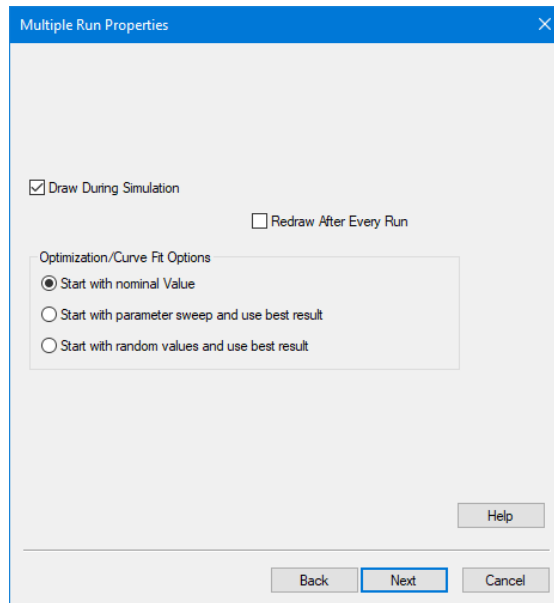 Multiple Run Properties
Draw During Simulation
Redraw After Every Run
Optimization/Curve Fit Options
Start with nominal Value
Start with parameter sweep and use best result
Start with random values and use best result
Help
Back Next Cancel